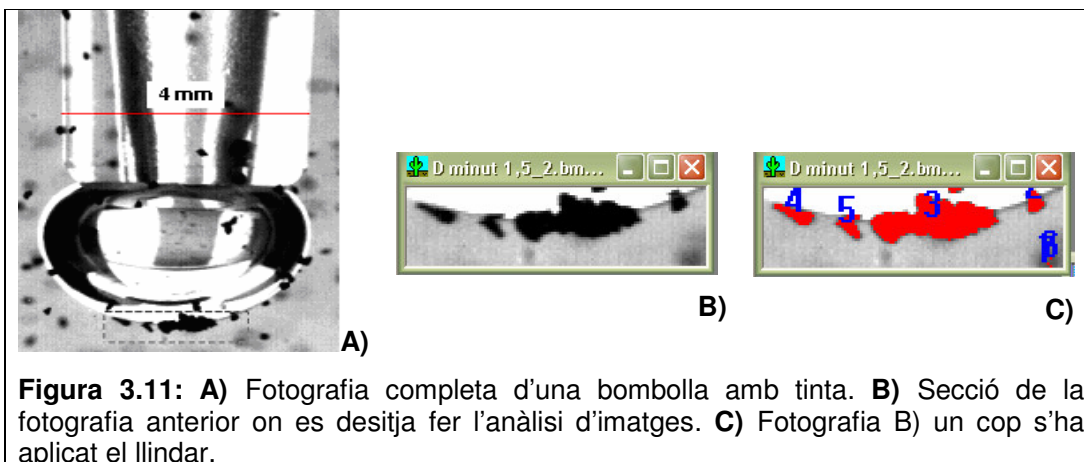 4 mm
D minut 1,5_2.bm...
D minut 1,5_2.bm...
4
5
3
A)
B)
C)
Figura 3.11: A) Fotografia completa d'una bombolla amb tinta. B) Secció de la
fotografia anterior on es desitja fer l'anàlisi d'imatges. C) Fotografia B) un cop s'ha
aplicat el llindar.